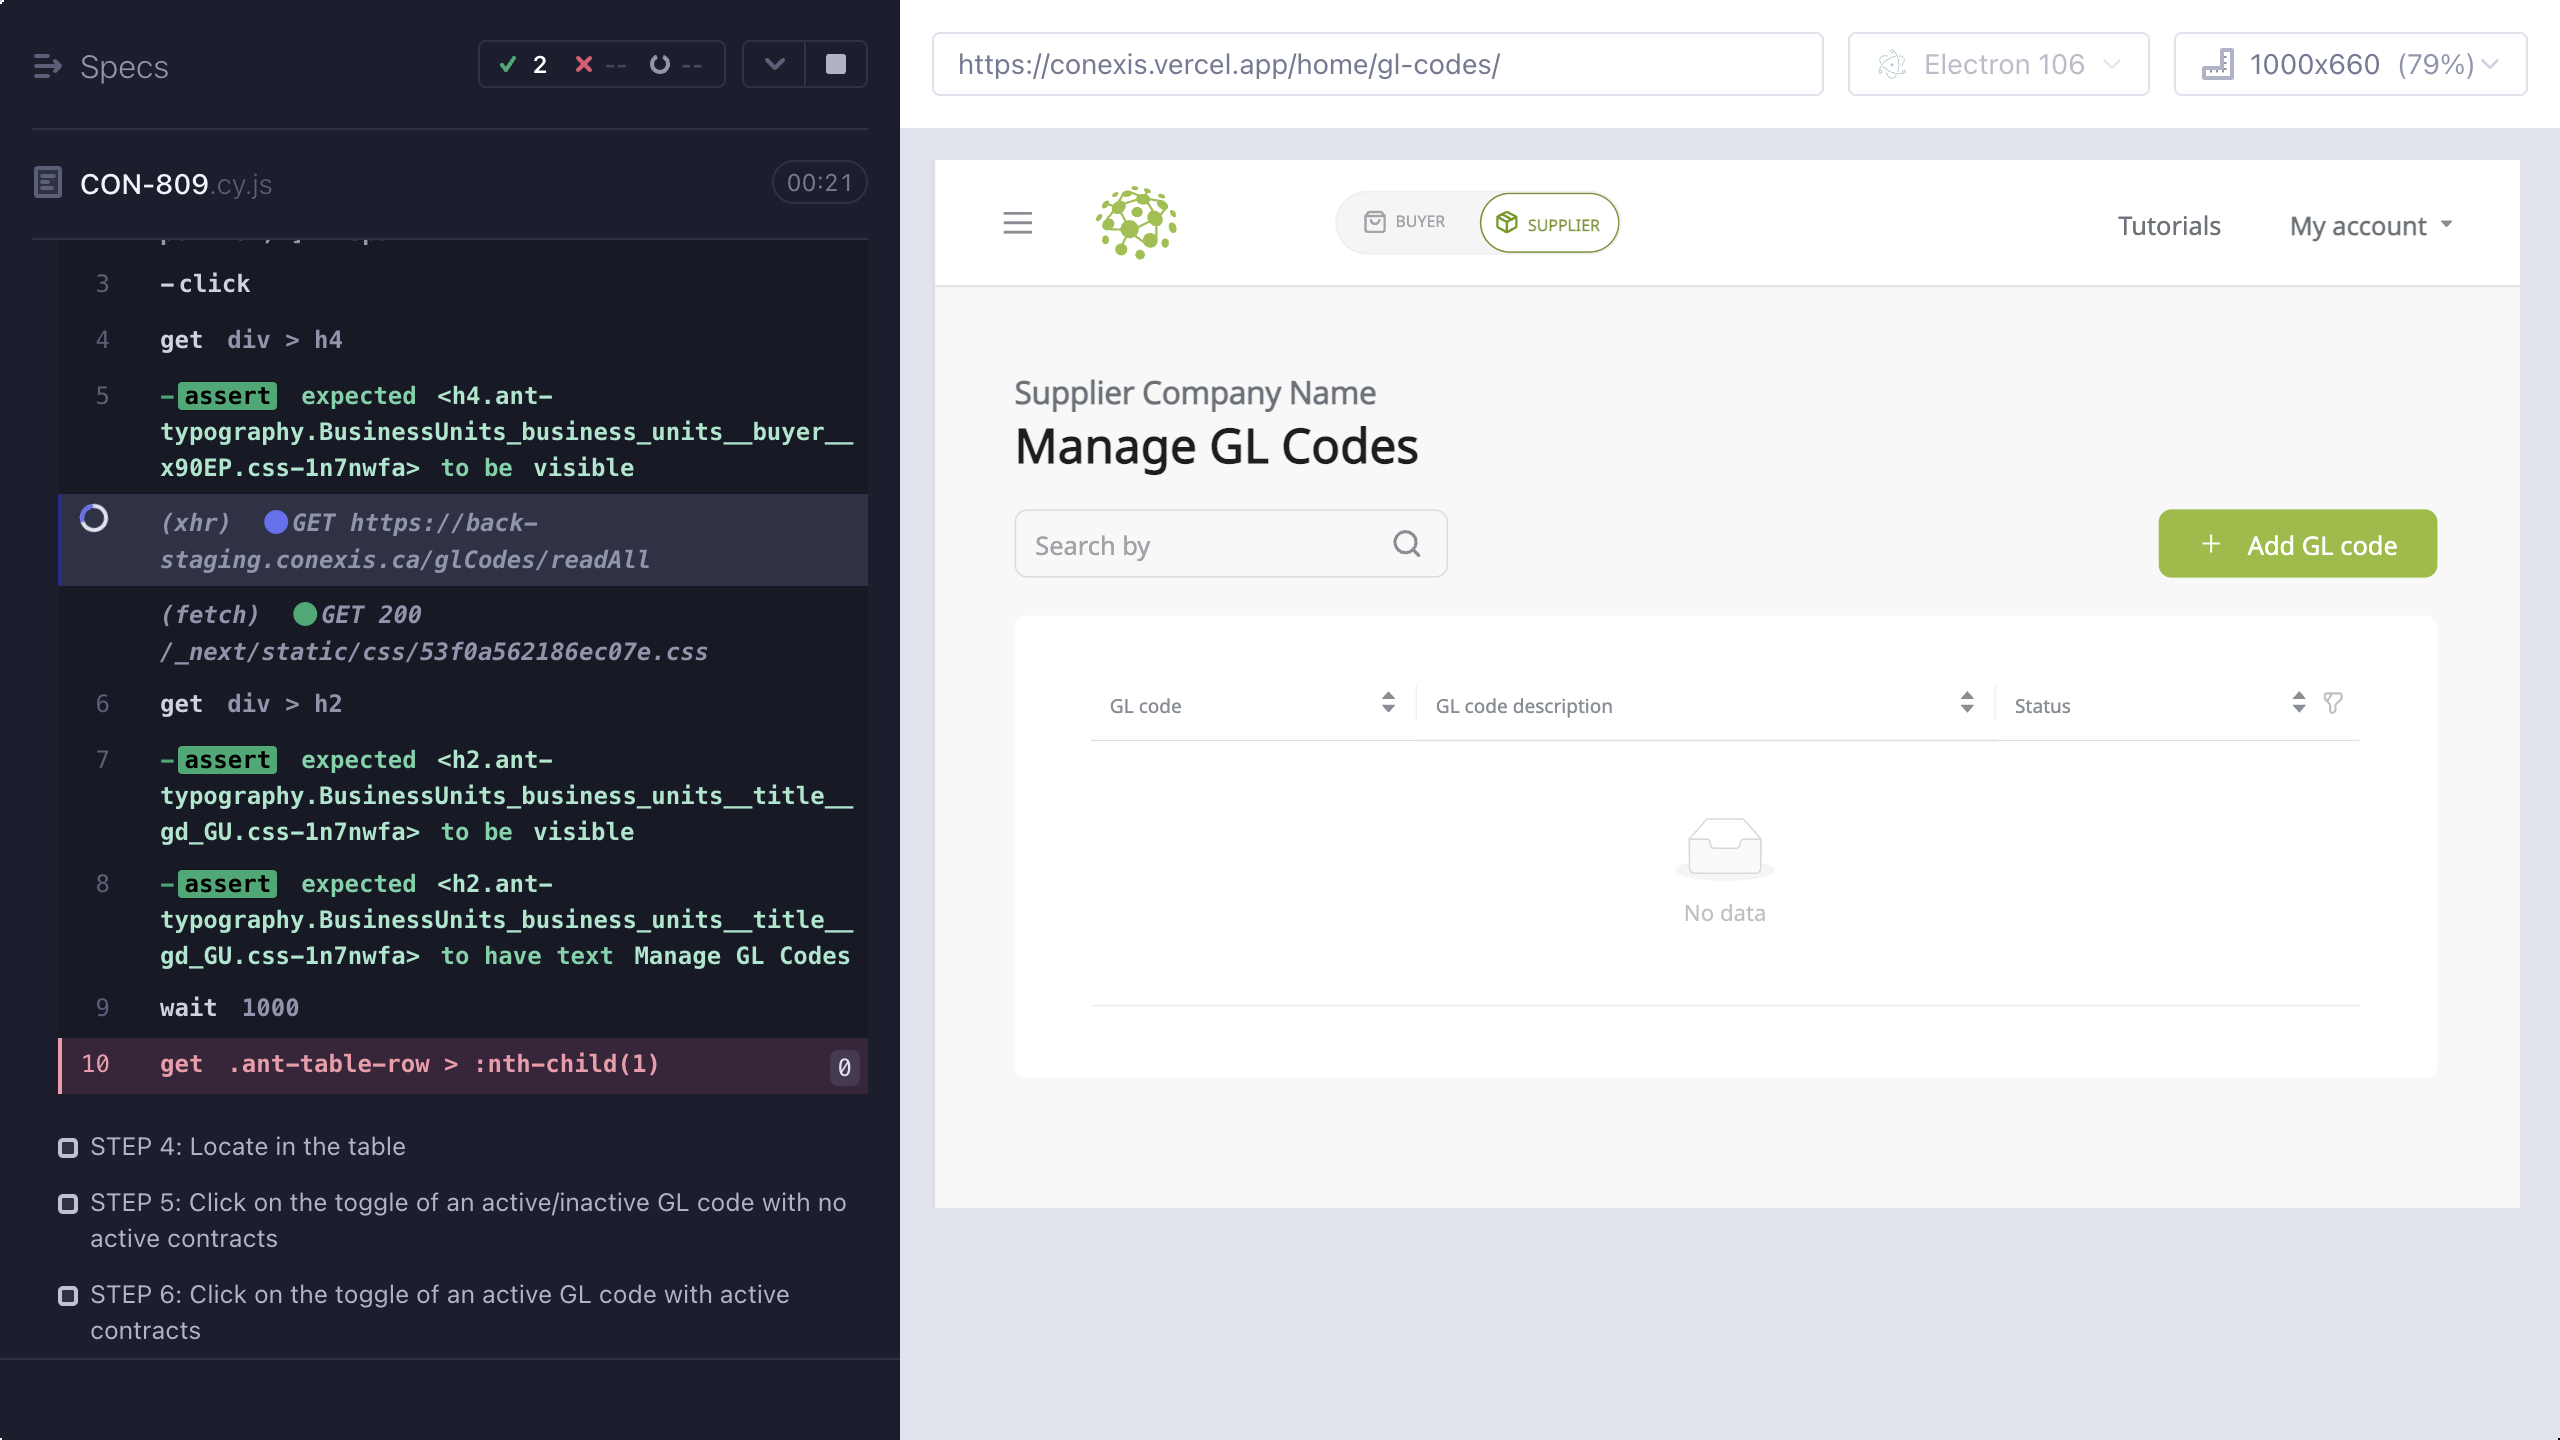 Specs
2
--
--
CON-809.cy.js
00:21
3
-click
4
get div > h4
5
-assert expected <h4.ant-
typography.BusinessUnits_business_units__buyer__
x90EP.css-1n7nwfa> to be visible
(xhr) GET https://back-
staging.conexis.ca/glCodes/readAll
(fetch) GET 200
/_next/static/css/53f0a562186ec07e.css
6
get div > h2
7
-assert expected <h2.ant-
typography.BusinessUnits_business_units__title__
gd_GU.css-1n7nwfa> to be visible
8
-assert expected <h2.ant-
typography.BusinessUnits_business_units__title__
gd_GU.css-1n7nwfa> to have text Manage GL Codes
9
wait 1000
10
get .ant-table-row > :nth-child(1)
0
STEP 4: Locate in the table
STEP 5: Click on the toggle of an active/inactive GL code with no
active contracts
STEP 6: Click on the toggle of an active GL code with active
contracts
https://conexis.vercel.app/home/gl-codes/
Electron 106
1000x660 (79%)
BUYER
SUPPLIER
Tutorials
My account
Supplier Company Name
Manage GL Codes
Search by
+ Add GL code
GL code
GL code description
Status
No data